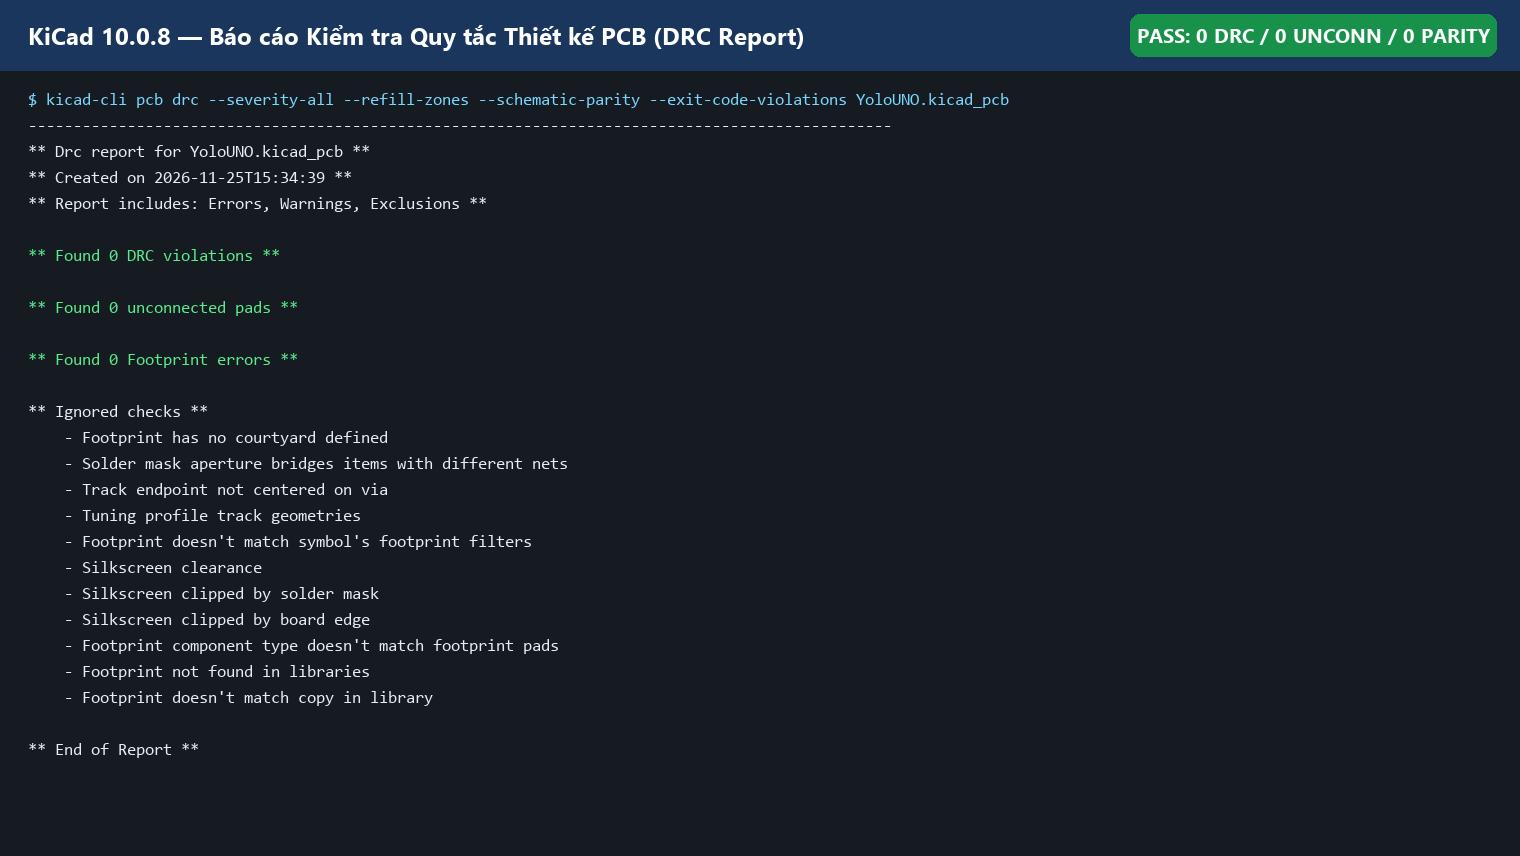 KiCad 10.0.8 — Báo cáo Kiểm tra Quy tắc Thiết kế PCB (DRC Report)
PASS: 0 DRC / 0 UNCONN / 0 PARITY
$ kicad-cli pcb drc --severity-all --refill-zones --schematic-parity --exit-code-violations YoloUNO.kicad_pcb
------------------------------------------------------------------------------------------------
** Drc report for YoloUNO.kicad_pcb **
** Created on 2026-11-25T15:34:39 **
** Report includes: Errors, Warnings, Exclusions **
** Found 0 DRC violations **
** Found 0 unconnected pads **
** Found 0 Footprint errors **
** Ignored checks **
- Footprint has no courtyard defined
- Solder mask aperture bridges items with different nets
- Track endpoint not centered on via
- Tuning profile track geometries
- Footprint doesn't match symbol's footprint filters
- Silkscreen clearance
- Silkscreen clipped by solder mask
- Silkscreen clipped by board edge
- Footprint component type doesn't match footprint pads
- Footprint not found in libraries
- Footprint doesn't match copy in library
** End of Report **